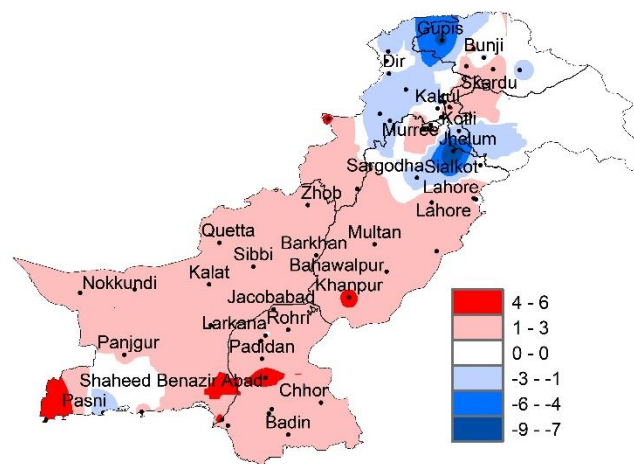 Gupis
Bunji
Dir
Skardu
Kakul
Kotli
Murree
Jhelum
Sargodha
Sialkot
Zhob
Lahore
Lahore
Quetta
Multan
Barkhan
Sibbi
Bahawalpur
Kalat
Nokkundi
Khanpur
Jacobabad
Larkana
Rohri
Panjgur
Padidan
Shaheed Benazir Abad
Chhor
Pasni
Badin
4 - 6
1 - 3
0 - 0
-3 - -1
-6 - -4
-9 - -7